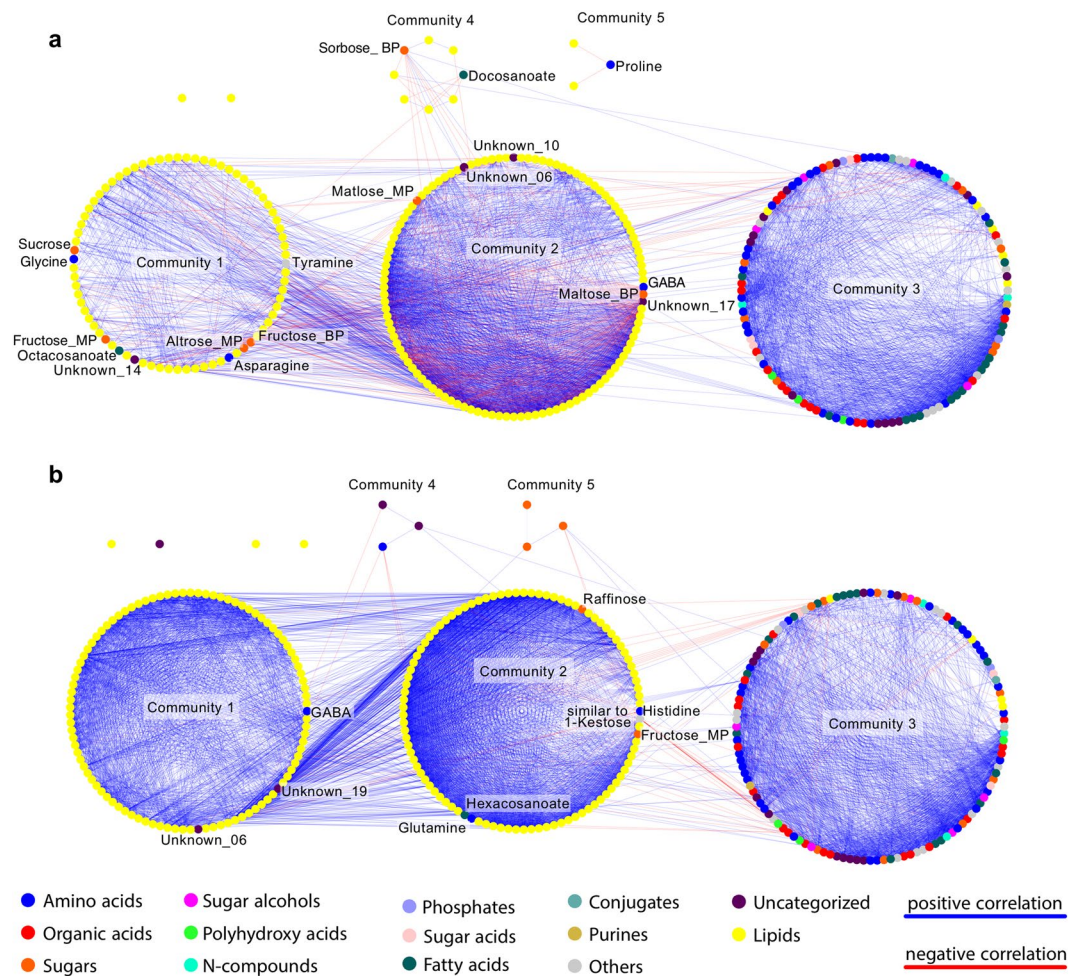 a
Community 4
Community 5
Sorbose_ BP
Docosanoate
Proline
Unknown_10
Unknown_06
Matlose_MP
Sucrose
Glycine
Community 1
Tyramine
Community 2
GABA
Maltose_BP
Unknown_17
Community 3
Fructose_MP
Altrose_MP
Fructose_BP
Octacosanoate
Unknown_14
Asparagine
b
Community 4
Community 5
Raffinose
Community 2
Community 1
GABA
similar to
1-Kestose
Histidine
Fructose_MP
Community 3
Unknown_19
Hexacosanoate
Glutamine
Unknown_06
Amino acids
Sugar alcohols
Phosphates
Conjugates
Uncategorized
positive correlation
Organic acids
Polyhydroxy acids
Sugar acids
Purines
Lipids
negative correlation
Sugars
N-compounds
Fatty acids
Others